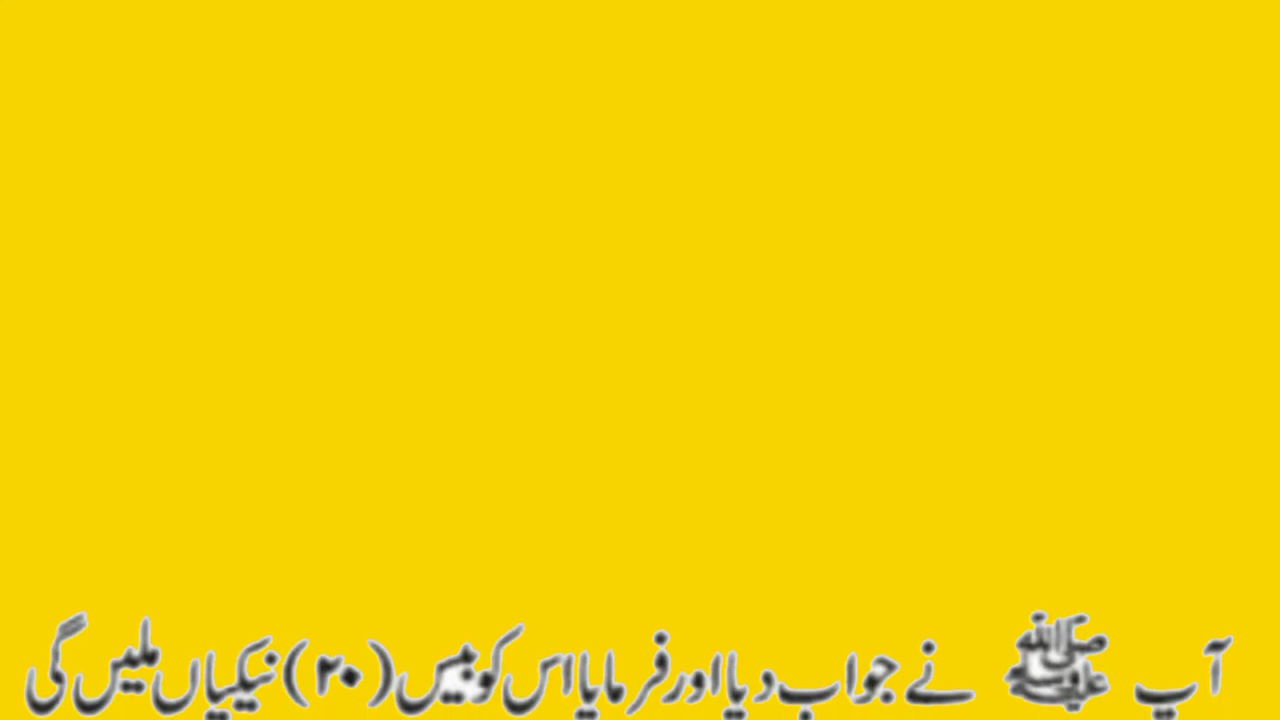 آپ ﷺ نے جواب دیا اور فرمایا اس کو بیس (۲۰) نیکیاں ملیں گی